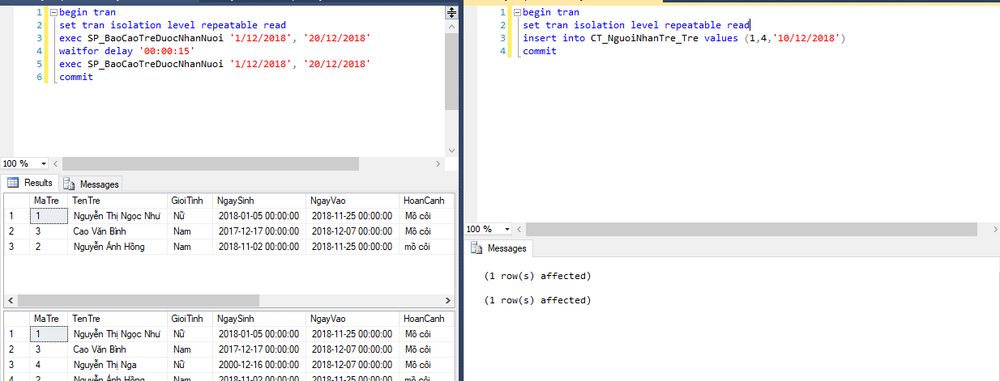 1 begin tran
2 set tran isolation level repeatable read
3 exec SP_BaoCaoTreDuocNhanNuoi '1/12/2018', '20/12/2018'
4 waitfor delay '00:00:15'
5 exec SP_BaoCaoTreDuocNhanNuoi '1/12/2018', '20/12/2018'
6 commit
100 %
Results Messages
MaTre TenTre GioiTinh NgaySinh NgayVao HoanCanh
1 1 Nguyễn Thị Ngọc Như Nữ 2018-01-05 00:00:00 2018-11-25 00:00:00 Mồ côi
2 3 Cao Văn Bình Nam 2017-12-17 00:00:00 2018-12-07 00:00:00 Mồ côi
3 2 Nguyễn Ánh Hồng Nam 2018-11-02 00:00:00 2018-11-25 00:00:00 mồ côi
MaTre TenTre GioiTinh NgaySinh NgayVao HoanCanh
1 1 Nguyễn Thị Ngọc Như Nữ 2018-01-05 00:00:00 2018-11-25 00:00:00 Mồ côi
2 3 Cao Văn Bình Nam 2017-12-17 00:00:00 2018-12-07 00:00:00 Mồ côi
3 4 Nguyễn Thị Nga Nữ 2000-12-16 00:00:00 2018-12-07 00:00:00 Mồ côi
4 2 Nguyễn Ánh Hồng Nam 2018-11-02 00:00:00 2018-11-25 00:00:00 mồ côi
1 begin tran
2 set tran isolation level repeatable read
3 insert into CT_NguoiNhanTre_Tre values (1,4,'10/12/2018')
4 commit
100 %
Messages
(1 row(s) affected)
(1 row(s) affected)